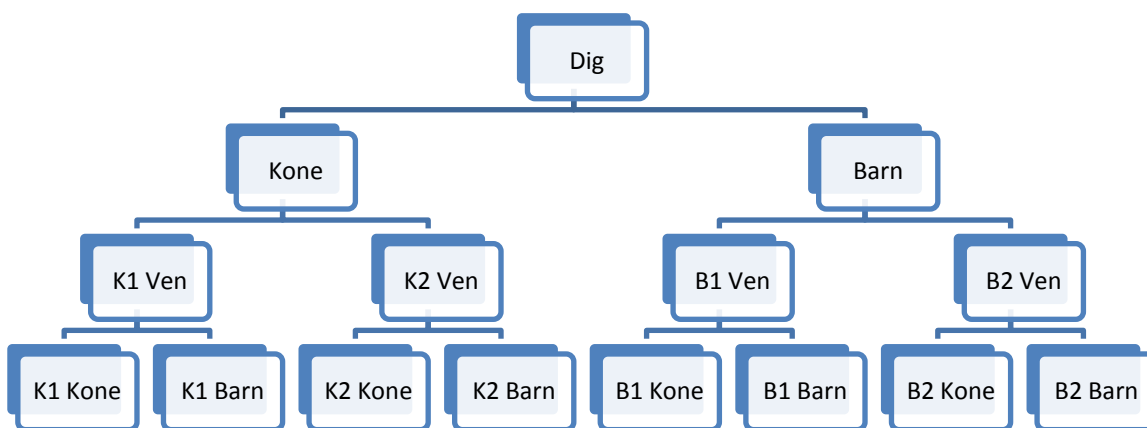 Dig
Kone
Barn
K1 Ven
K2 Ven
B1 Ven
B2 Ven
K1 Kone
K1 Barn
K2 Kone
K2 Barn
B1 Kone
B1 Barn
B2 Kone
B2 Barn